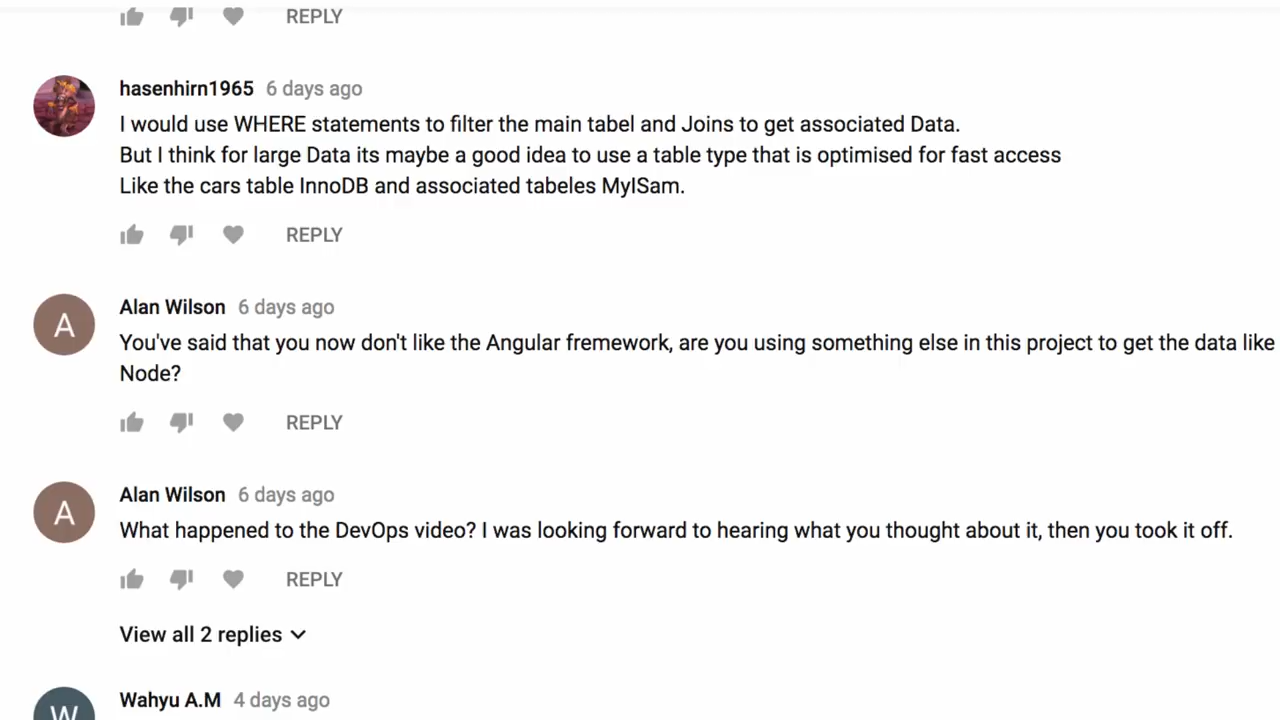 REPLY
hasenhirn1965 6 days ago
I would use WHERE statements to filter the main tabel and Joins to get associated Data.
But I think for large Data its maybe a good idea to use a table type that is optimised for fast access
Like the cars table InnoDB and associated tabeles MyISam.
REPLY
A
Alan Wilson 6 days ago
You've said that you now don't like the Angular fremework, are you using something else in this project to get the data like
Node?
REPLY
A
Alan Wilson 6 days ago
What happened to the DevOps video? I was looking forward to hearing what you thought about it, then you took it off.
REPLY
View all 2 replies
W
Wahyu A.M 4 days ago